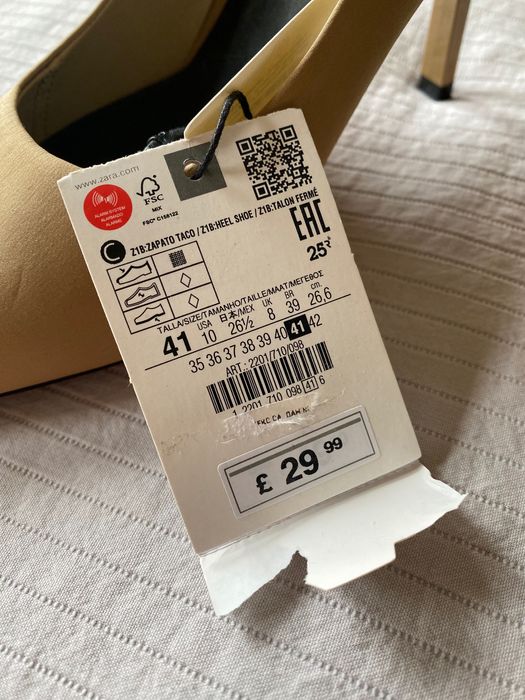 www.zara.com
ALARM SYSTEM
ALARMADO
ALARME
FSC
MIX
FSC® C158122
EAC
C Z1B:ZAPATO TACO / Z1B:HEEL SHOE / Z1B:TALON FERMÉ
TALLA/SIZE/TAMANHO/TAILLE/MAAT/ΜΕΓΕΘΟΣ
USA 日本/MEX UK BR cm.
41 10 26½ 8 39 26,6
35 36 37 38 39 40 41 42
ART.: 2201/710/098
1 2201 710 098 41 6
£ 29 99